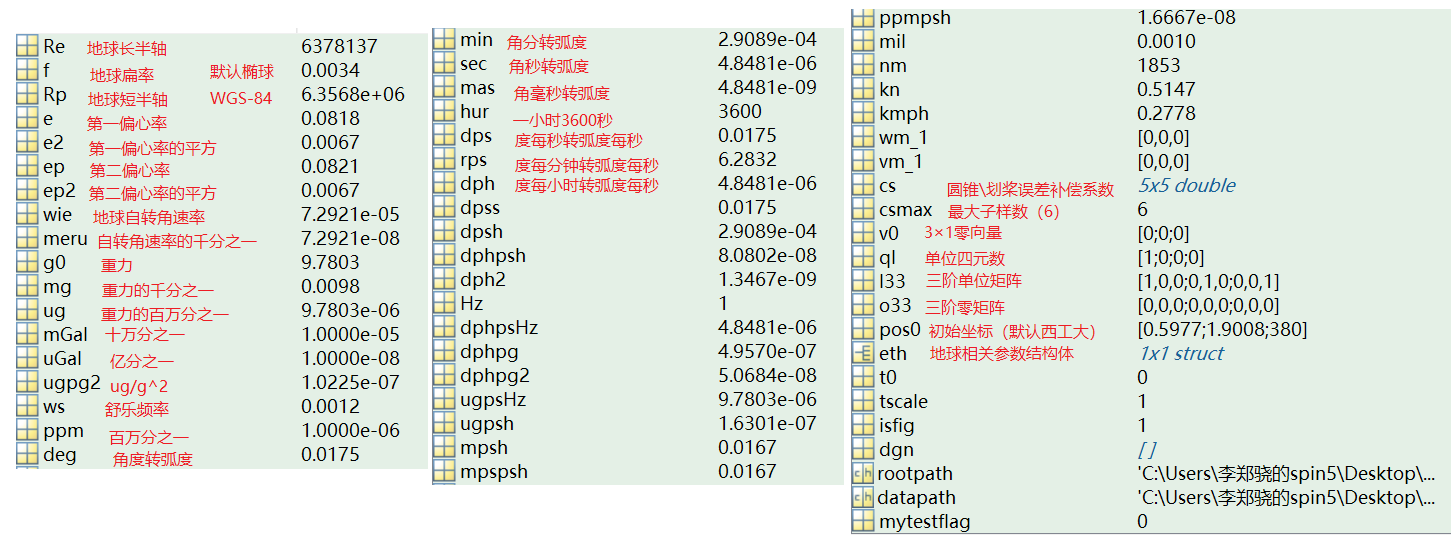 Re 地球长半轴 6378137
f 地球扁率 默认椭球 0.0034
Rp 地球短半轴 WGS-84 6.3568e+06
e 第一偏心率 0.0818
e2 第一偏心率的平方 0.0067
ep 第二偏心率 0.0821
ep2 第二偏心率的平方 0.0067
wie 地球自转角速率 7.2921e-05
meru 自转角速率的千分之一 7.2921e-08
g0 重力 9.7803
mg 重力的千分之一 0.0098
ug 重力的百万分之一 9.7803e-06
mGal 十万分之一 1.0000e-05
uGal 亿分之一 1.0000e-08
ugpg2 ug/g^2 1.0225e-07
ws 舒乐频率 0.0012
ppm 百万分之一 1.0000e-06
deg 角度转弧度 0.0175
min 角分转弧度 2.9089e-04
sec 角秒转弧度 4.8481e-06
mas 角毫秒转弧度 4.8481e-09
hur 一小时3600秒 3600
dps 度每秒转弧度每秒 0.0175
rps 度每分钟转弧度每秒 6.2832
dph 度每小时转弧度每秒 4.8481e-06
dpss 0.0175
dpsh 2.9089e-04
dphpsh 8.0802e-08
dph2 1.3467e-09
Hz 1
dphpsHz 4.8481e-06
dphpg 4.9570e-07
dphpg2 5.0684e-08
ugpsHz 9.7803e-06
ugpsh 1.6301e-07
mpsh 0.0167
mpspsh 0.0167
ppmpsh 1.6667e-08
mil 0.0010
nm 1853
kn 0.5147
kmph 0.2778
wm_1 [0,0,0]
vm_1 [0,0,0]
cs 圆锥\划桨误差补偿系数 5x5 double
csmax 最大子样数（6） 6
v0 3×1零向量 [0;0;0]
qI 单位四元数 [1;0;0;0]
I33 三阶单位矩阵 [1,0,0;0,1,0;0,0,1]
o33 三阶零矩阵 [0,0,0;0,0,0;0,0,0]
pos0 初始坐标（默认西工大） [0.5977;1.9008;380]
eth 地球相关参数结构体 1x1 struct
t0 0
tscale 1
isfig 1
dgn []
rootpath 'C:\Users\李郑骁的spin5\Desktop\...
datapath 'C:\Users\李郑骁的spin5\Desktop\...
mytestflag 0